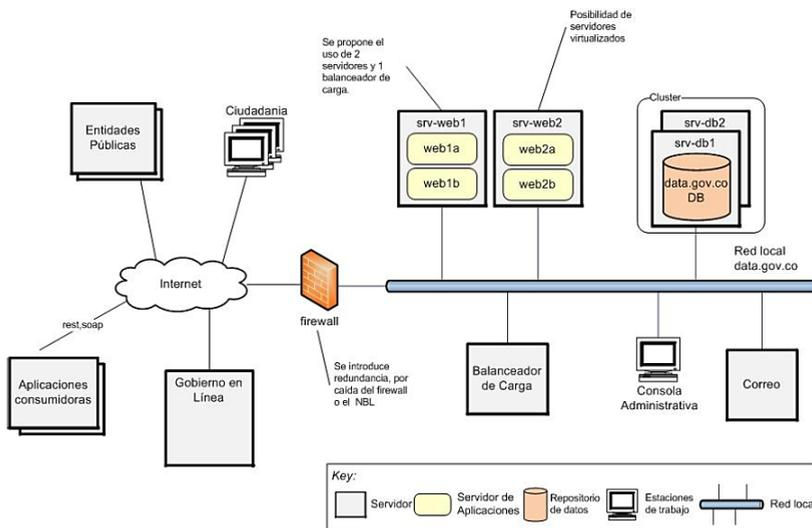 Posibilidad de
servidores
virtualizados
Se propone el
uso de 2
servidores y 1
balanceador de
carga.
Entidades
Públicas
Ciudadania
srv-web1
web1a
web1b
srv-web2
web2a
web2b
Cluster
srv-db2
srv-db1
data.gov.co
DB
Red local
data.gov.co
Internet
firewall
rest,soap
Aplicaciones
consumidoras
Gobierno en
Línea
Se introduce
redundancia, por
caída del firewall
o el NBL
Balanceador
de Carga
Consola
Administrativa
Correo
Key:
Servidor
Servidor de
Aplicaciones
Repositorio
de datos
Estaciones
de trabajo
Red local